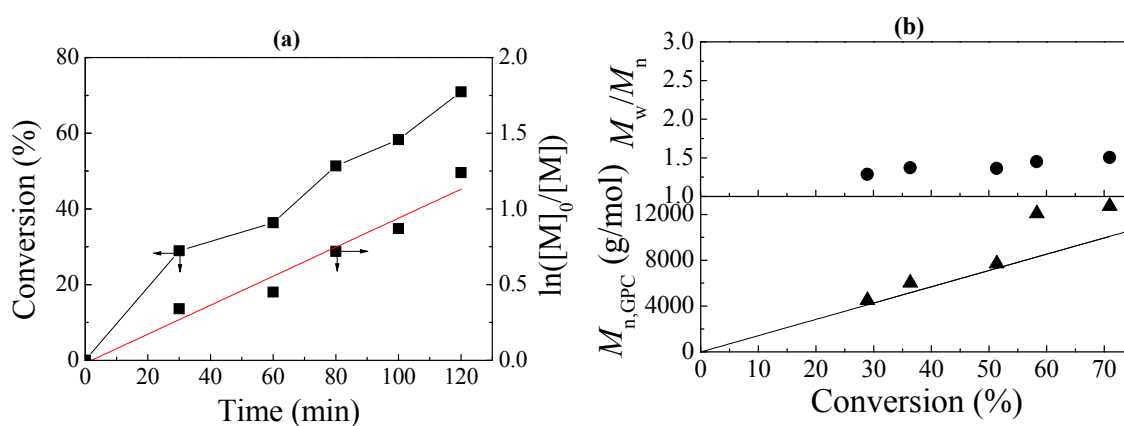 (a)
80
60
40
20
0
Conversion (%)
0 20 40 60 80 100 120
Time (min)
2.0
1.5
1.0
0.5
0.0
ln([M]0/[M])
(b)
3.0
2.5
2.0
1.5
1.0
Mw/Mn
12000
8000
4000
0
Mn,GPC (g/mol)
0 10 20 30 40 50 60 70
Conversion (%)